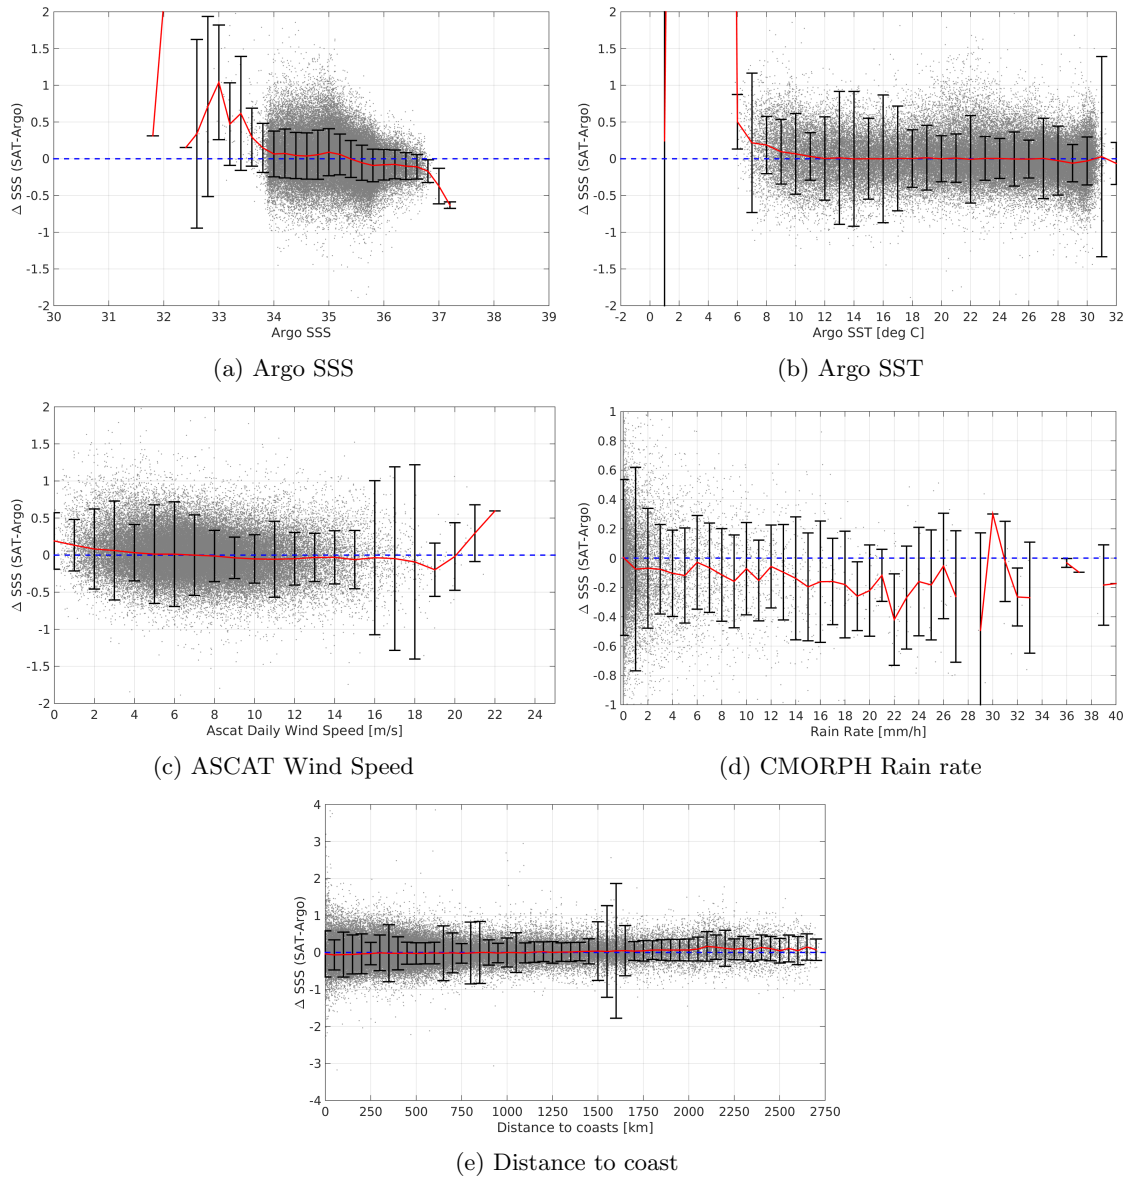 2
1.5
1
0.5
0
-0.5
-1
-1.5
-2
Δ SSS (SAT-Argo)
30 31 32 33 34 35 36 37 38 39
Argo SSS
(a) Argo SSS
2
1.5
1
0.5
0
-0.5
-1
-1.5
-2
Δ SSS (SAT-Argo)
-2 0 2 4 6 8 10 12 14 16 18 20 22 24 26 28 30 32
Argo SST [deg C]
(b) Argo SST
2
1.5
1
0.5
0
-0.5
-1
-1.5
-2
Δ SSS (SAT-Argo)
0 2 4 6 8 10 12 14 16 18 20 22 24
Ascat Daily Wind Speed [m/s]
(c) ASCAT Wind Speed
1
0.8
0.6
0.4
0.2
0
-0.2
-0.4
-0.6
-0.8
-1
Δ SSS (SAT-Argo)
0 2 4 6 8 10 12 14 16 18 20 22 24 26 28 30 32 34 36 38 40
Rain Rate [mm/h]
(d) CMORPH Rain rate
4
3
2
1
0
-1
-2
-3
-4
Δ SSS (SAT-Argo)
0 250 500 750 1000 1250 1500 1750 2000 2250 2500 2750
Distance to coasts [km]
(e) Distance to coast